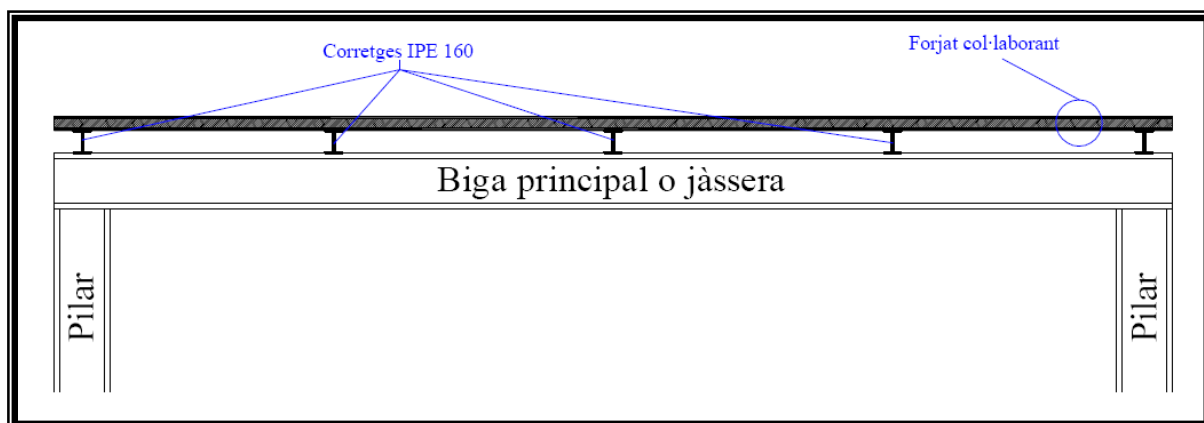 Corretges IPE 160
Forjat col·laborant
Biga principal o jàssera
Pilar
Pilar